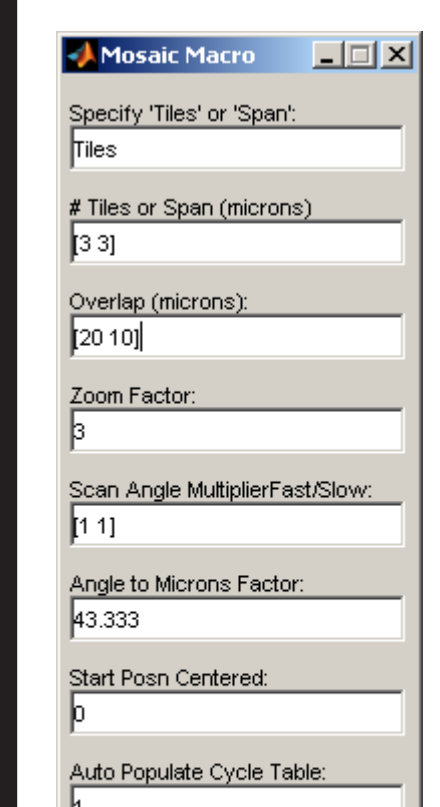 Mosaic Macro
Specify 'Tiles' or 'Span':
Tiles
# Tiles or Span (microns)
[3 3]
Overlap (microns):
[20 10]
Zoom Factor:
3
Scan Angle MultiplierFast/Slow:
[1 1]
Angle to Microns Factor:
43.333
Start Posn Centered:
0
Auto Populate Cycle Table: